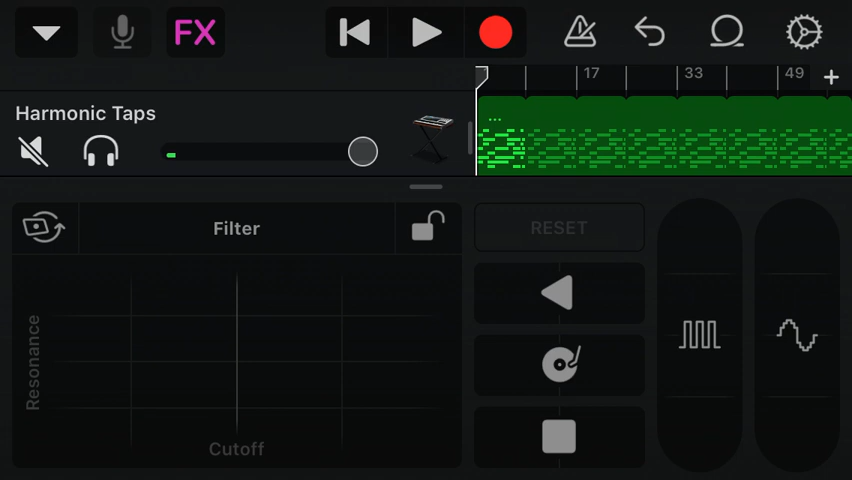 FX
17
33
49
+
Harmonic Taps
...
Filter
RESET
Resonance
Cutoff